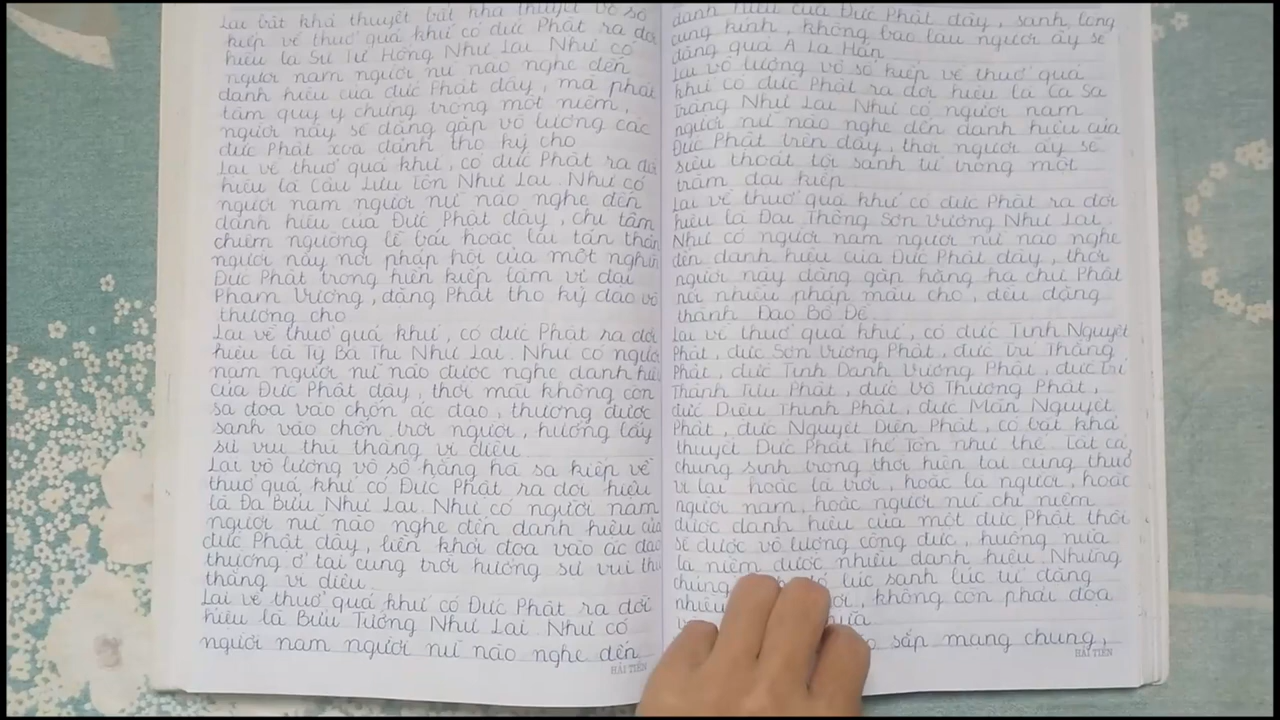 Lại bất khả thuyết bất khả thuyết vô số
kiếp về thuở quá khứ có đức Phật ra đời
hiệu là Sư Tử Hống Như Lai. Như có
người nam người nữ nào nghe đến
danh hiệu của đức Phật đây, mà phát
tâm quy y chừng trong một niệm,
người nầy sẽ đặng gặp vô lượng các
đức Phật xoa đảnh thọ ký cho
Lại về thuở quá khứ, có đức Phật ra đời
hiệu là Câu Lưu Tôn Như Lai. Như có
người nam người nữ nào nghe đến
danh hiệu của Đức Phật đây, chí tâm
chiêm ngưỡng lễ bái hoặc lại tán thán
người nầy nơi pháp hội của một nghìn
Đức Phật trong hiền kiếp làm vị đại
Phạm Vương, đặng Phật thọ ký đạo vô
thượng cho
Lại về thuở quá khứ, có đức Phật ra đời
hiệu là Tỳ Bà Thi Như Lai. Như có người
nam người nữ nào được nghe danh hiệu
của Đức Phật đây, thời mãi không còn
sa đọa vào chốn ác đạo, thường được
sanh vào chốn trời người, hưởng lấy
sự vui thù thắng vi diệu
Lại vô lượng vô số hằng hà sa kiếp về
thuở quá khứ có Đức Phật ra đời hiệu
là Đa Bửu Như Lai. Như có người nam
người nữ nào nghe đến danh hiệu của
đức Phật đây, liền khỏi đọa vào ác đạo
thường ở tại cung trời hưởng sự vui thù
thắng vi diệu.
Lại về thuở quá khứ có Đức Phật ra đời
hiệu là Bửu Tướng Như Lai. Như có
người nam người nữ nào nghe đến
HẢI TIẾN
danh hiệu của Đức Phật đây, sanh lòng
cung kính, không bao lâu người ấy sẽ
đặng quả A La Hán
Lại vô lượng vô số kiếp về thuở quá
khứ có đức Phật ra đời hiệu là Ca Sa
Tràng Như Lai. Như có người nam
người nữ nào nghe đến danh hiệu của
Đức Phật trên đây, thời người ấy sẽ
siêu thoát tội sanh tử trong một
trăm đại kiếp
Lại về thuở quá khứ có đức Phật ra đời
hiệu là Đại Thông Sơn Vương Như Lai.
Như có người nam người nữ nào nghe
đến danh hiệu của Đức Phật đây, thời
người này đặng gặp hằng hà chư Phật
nói nhiều pháp mầu cho, đều đặng
thành Đạo Bồ Đề.
Lại về thuở quá khứ, có đức Tịnh Nguyệt
Phật, đức Sơn Vương Phật, đức Trí Thắng
Phật, đức Tịnh Danh Vương Phật, đức Trí
Thành Tựu Phật, đức Vô Thượng Phật,
đức Diệu Thinh Phật, đức Mãn Nguyệt
Phật, đức Nguyệt Diện Phật, có bất khả
thuyết Đức Phật Thế Tôn như thế. Tất cả
chúng sinh trong thời hiện tại cùng thuở
vị lai hoặc là trời, hoặc là người, hoặc
người nam, hoặc người nữ chỉ niệm
được danh hiệu của một đức Phật thôi
sẽ được vô lượng công đức, huống nữa
là niệm được nhiều danh hiệu. Những
chúng lúc sanh lúc tử đặng
nhiều không còn phải đọa
nữa
sắp mạng chung,
HẢI TIẾN